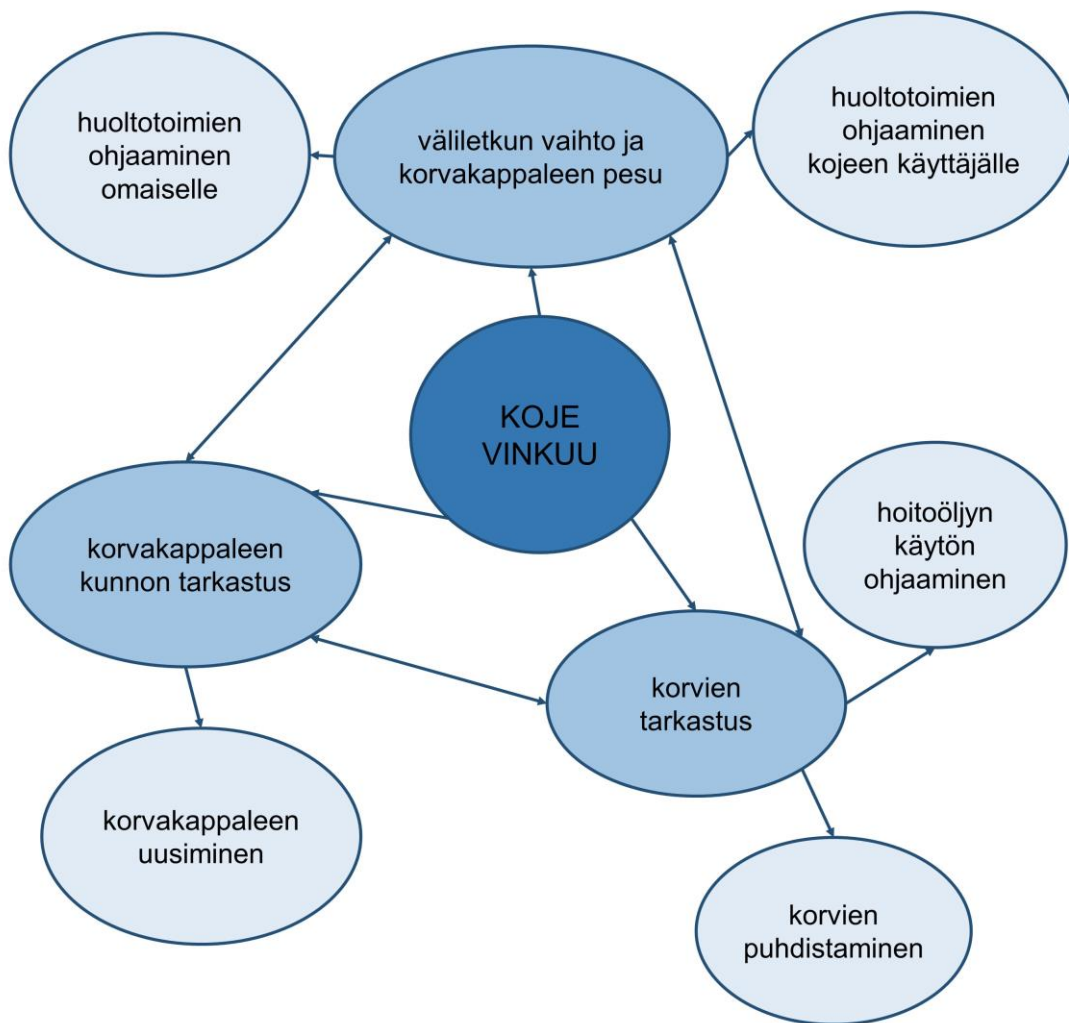 huoltotoimien
ohjaaminen
omaiselle
väliletkun vaihto ja
korvakappaleen pesu
huoltotoimien
ohjaaminen
kojeen käyttäjälle
KOJE
VINKUU
korvakappaleen
kunnon tarkastus
hoitoöljyn
käytön
ohjaaminen
korvien
tarkastus
korvakappaleen
uusiminen
korvien
puhdistaminen